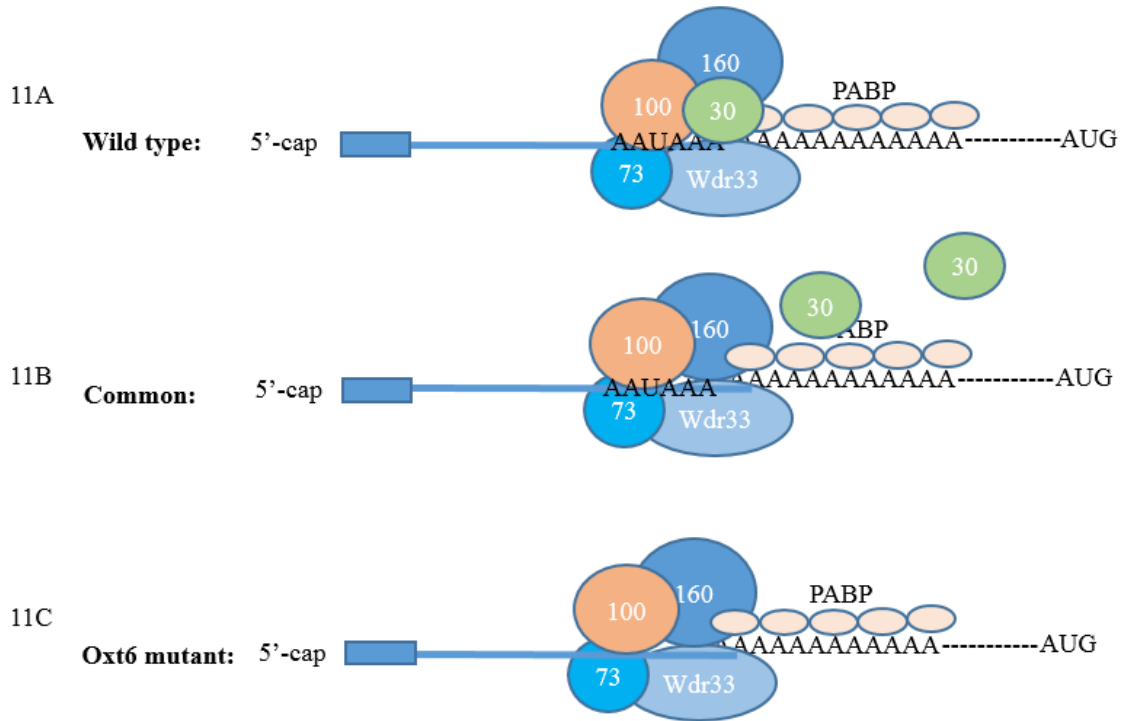 160
11A
100
30
PABP
Wild type:
5'-cap
AAUAAA
AAAAAAAAAAAA-----------AUG
73
Wdr33
30
30
160
100
ABP
11B
Common:
5'-cap
AAUAAA
AAAAAAAAAAA-----------AUG
73
Wdr33
160
100
PABP
11C
Oxt6 mutant:
5'-cap
AAAAAAAAAAA-----------AUG
73
Wdr33